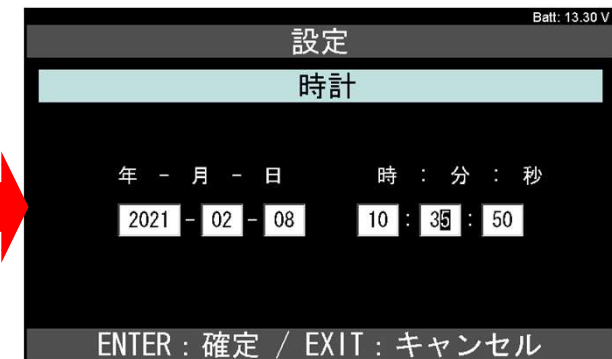 Batt: 13.30 V
設定
時計
年 - 月 - 日 時 : 分 : 秒
2021 - 02 - 08 10 : 35 : 50
ENTER : 確定 / EXIT : キャンセル